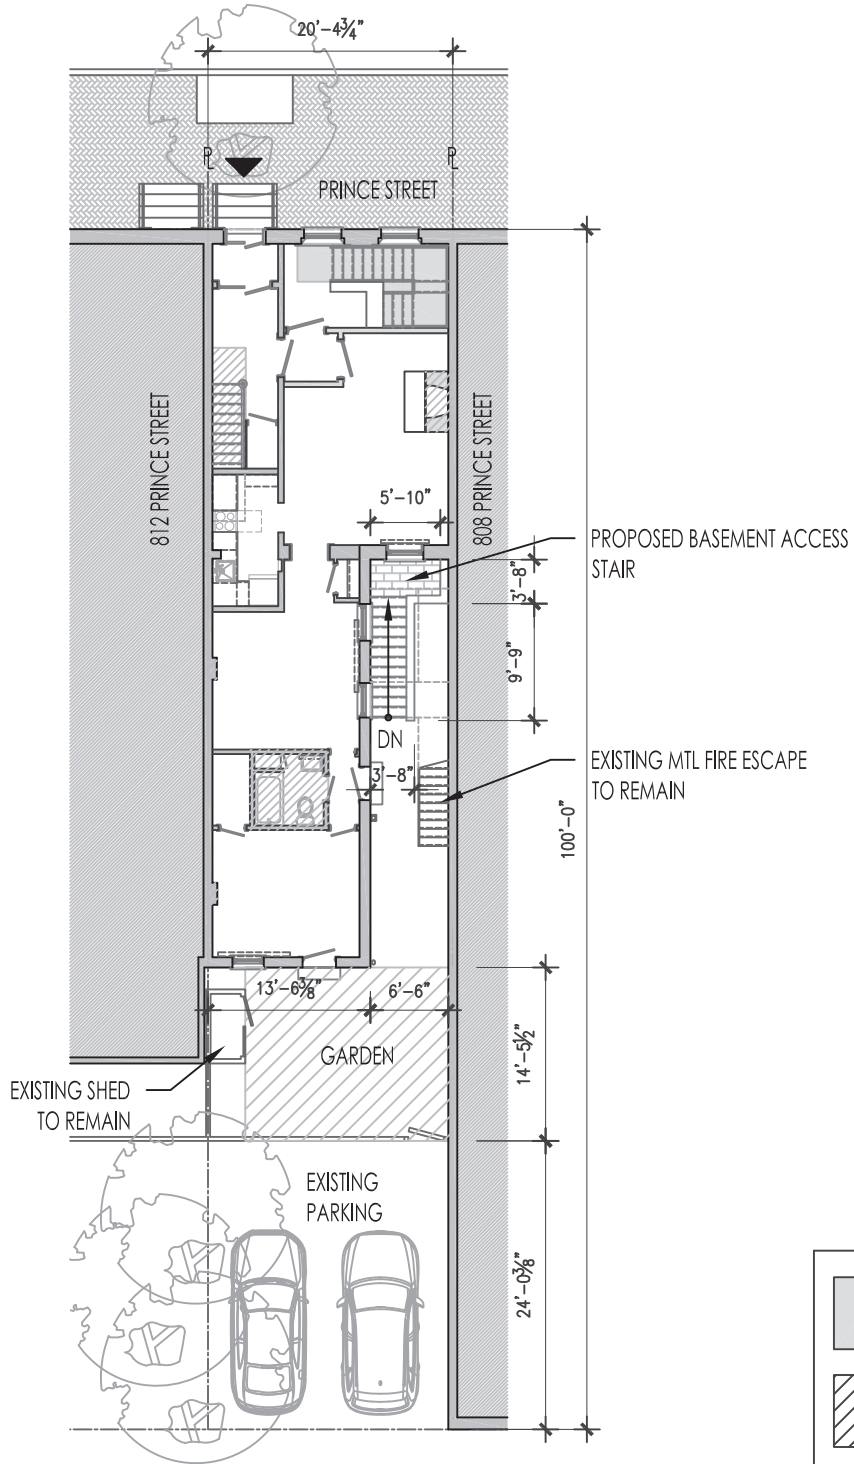 20'-4¾"
PL
PL
PRINCE STREET
812 PRINCE STREET
808 PRINCE STREET
5'-10"
PROPOSED BASEMENT ACCESS
STAIR
3'-8"
9'-9"
DN
3'-8"
EXISTING MTL FIRE ESCAPE
TO REMAIN
100'-0"
13'-6⅜"
6'-6"
GARDEN
14'-5½"
EXISTING SHED
TO REMAIN
EXISTING
PARKING
24'-0⅜"